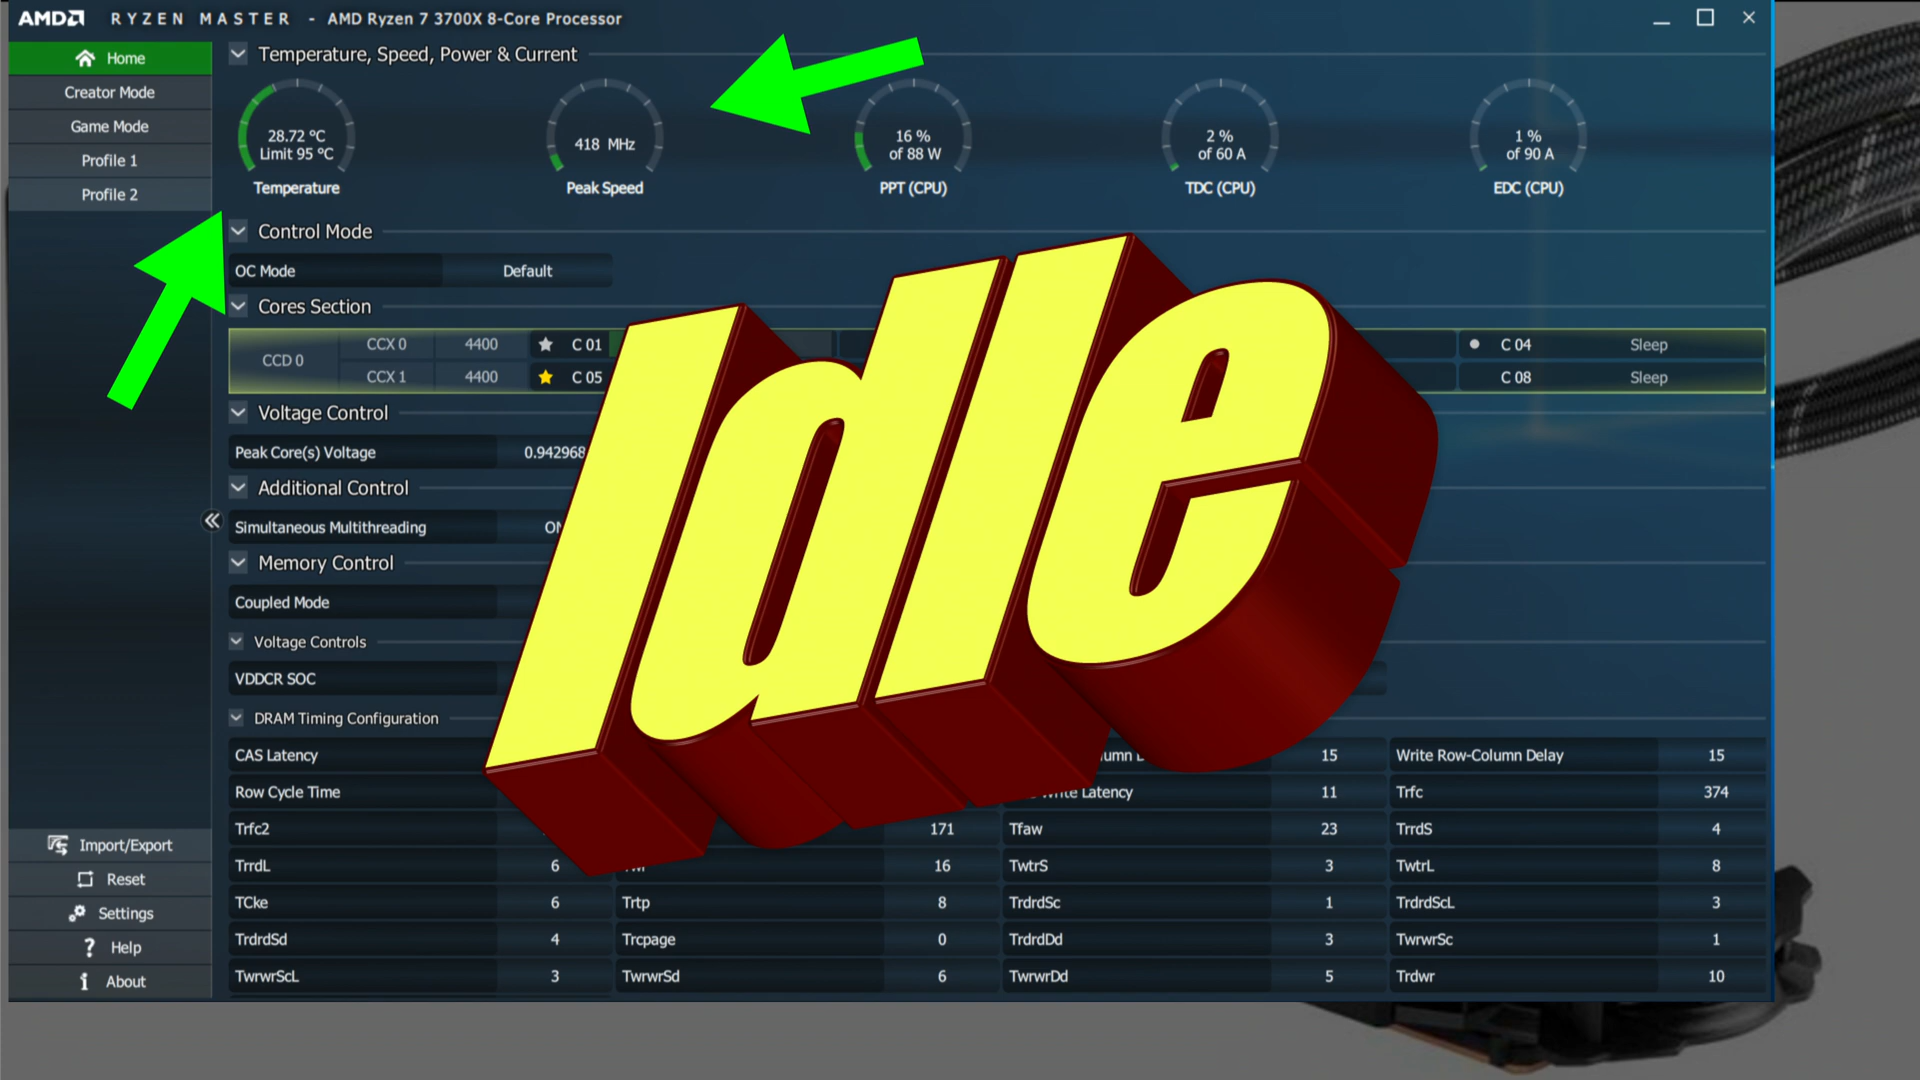 AMD RYZEN MASTER - AMD Ryzen 7 3700X 8-Core Processor
Home
Creator Mode
Game Mode
Profile 1
Profile 2
Temperature, Speed, Power & Current
28.72 °C
Limit 95 °C
Temperature
418 MHz
Peak Speed
16 %
of 88 W
PPT (CPU)
2 %
of 60 A
TDC (CPU)
1 %
of 90 A
EDC (CPU)
Control Mode
OC Mode Default
Cores Section
CCD 0
CCX 0 4400 C 01 C 04 Sleep
CCX 1 4400 C 05 C 08 Sleep
Voltage Control
Peak Core(s) Voltage 0.942968
Additional Control
Simultaneous Multithreading
Memory Control
Coupled Mode
Voltage Controls
VDDCR SOC
DRAM Timing Configuration
CAS Latency 15 Write Row-Column Delay 15
Row Cycle Time Latency 11 Trfc 374
Trfc2 171 Tfaw 23 TrrdS 4
TrrdL 6 16 TwtrS 3 TwtrL 8
TCke 6 Trtp 8 TrdrdSc 1 TrdrdScL 3
TrdrdSd 4 Trcpage 0 TrdrdDd 3 TwrwrSc 1
TwrwrScL 3 TwrwrSd 6 TwrwrDd 5 Trdwr 10
Import/Export
Reset
Settings
Help
About
Idle